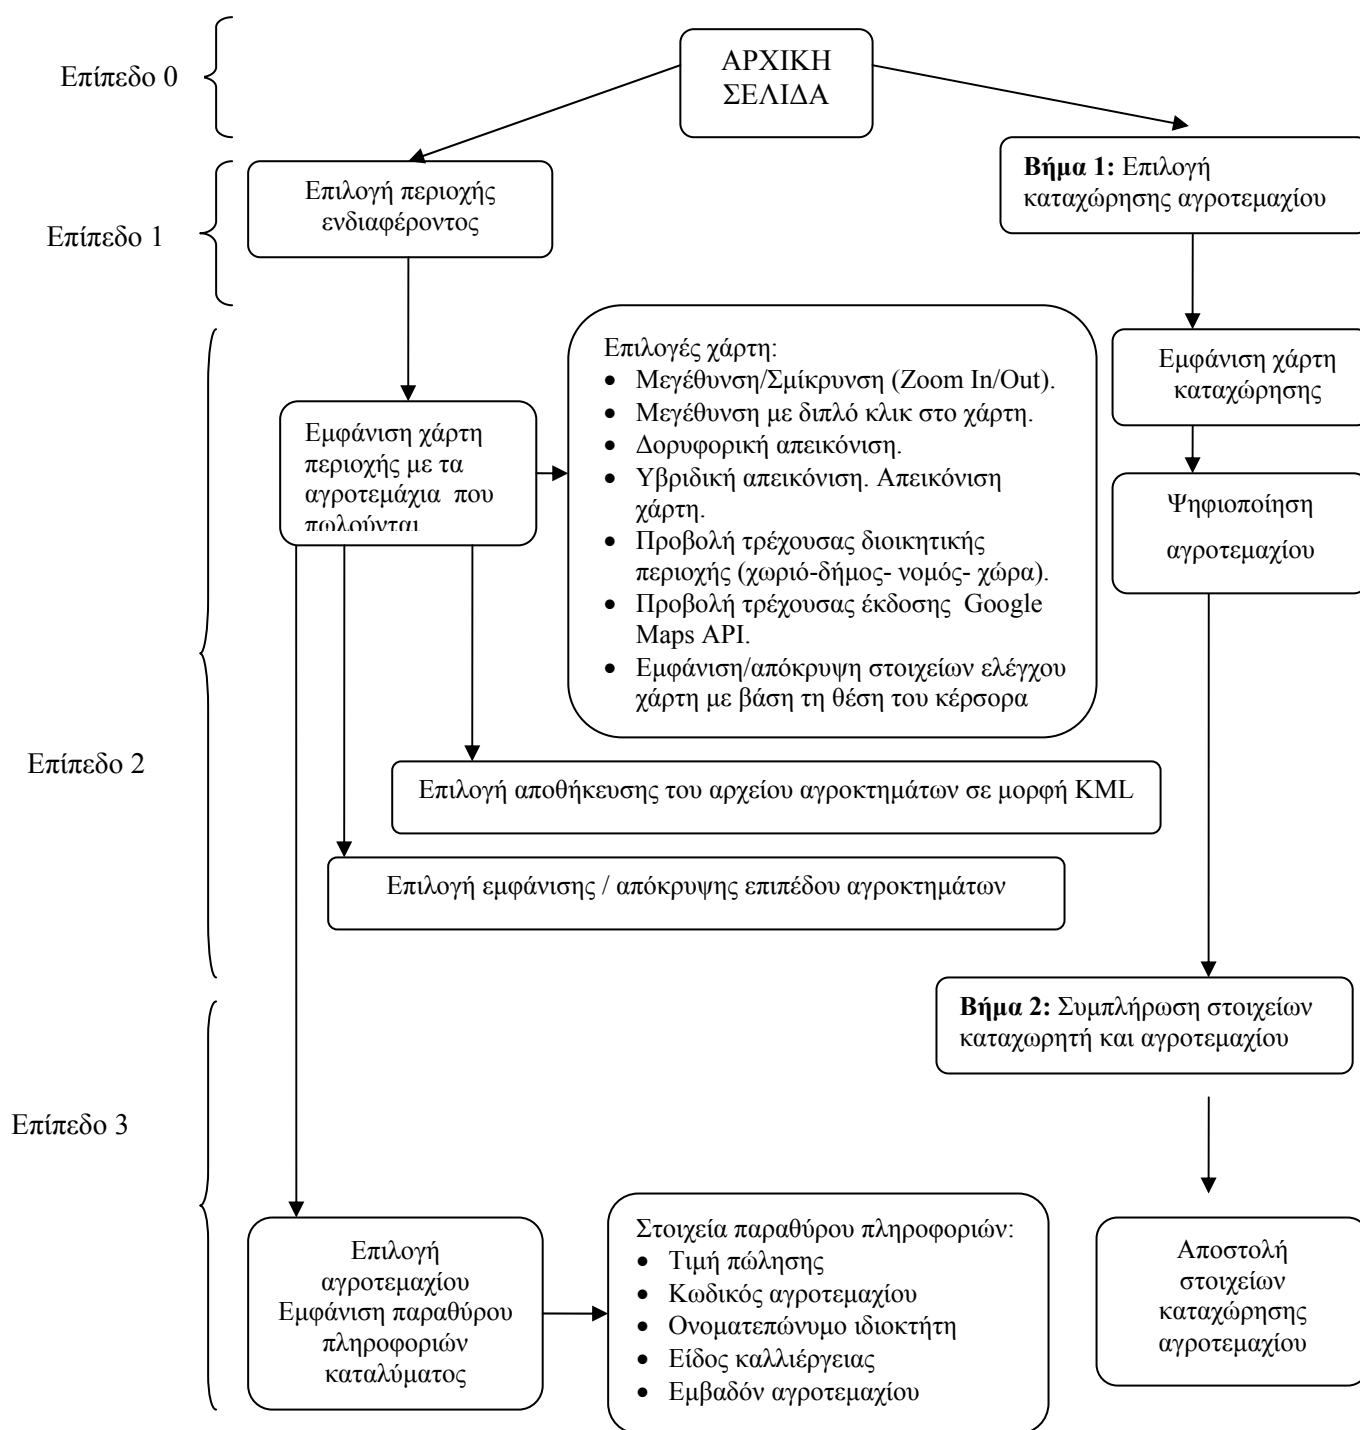 Επίπεδο 0
ΑΡΧΙΚΗ
ΣΕΛΙΔΑ
Επίπεδο 1
Επιλογή περιοχής
ενδιαφέροντος
Βήμα 1: Επιλογή
καταχώρησης αγροτεμαχίου
Επίπεδο 2
Εμφάνιση χάρτη
περιοχής με τα
αγροτεμάχια που
πωλούνται
Επιλογές χάρτη:
• Μεγέθυνση/Σμίκρυνση (Zoom In/Out).
• Μεγέθυνση με διπλό κλικ στο χάρτη.
• Δορυφορική απεικόνιση.
• Υβριδική απεικόνιση. Απεικόνιση
χάρτη.
• Προβολή τρέχουσας διοικητικής
περιοχής (χωριό-δήμος- νομός- χώρα).
• Προβολή τρέχουσας έκδοσης Google
Maps API.
• Εμφάνιση/απόκρυψη στοιχείων ελέγχου
χάρτη με βάση τη θέση του κέρσορα
Εμφάνιση χάρτη
καταχώρησης
Ψηφιοποίηση
αγροτεμαχίου
Επιλογή αποθήκευσης του αρχείου αγροκτημάτων σε μορφή KML
Επιλογή εμφάνισης / απόκρυψης επιπέδου αγροκτημάτων
Επίπεδο 3
Βήμα 2: Συμπλήρωση στοιχείων
καταχωρητή και αγροτεμαχίου
Επιλογή
αγροτεμαχίου
Εμφάνιση παραθύρου
πληροφοριών
καταλύματος
Στοιχεία παραθύρου πληροφοριών:
• Τιμή πώλησης
• Κωδικός αγροτεμαχίου
• Ονοματεπώνυμο ιδιοκτήτη
• Είδος καλλιέργειας
• Εμβαδόν αγροτεμαχίου
Αποστολή
στοιχείων
καταχώρησης
αγροτεμαχίου